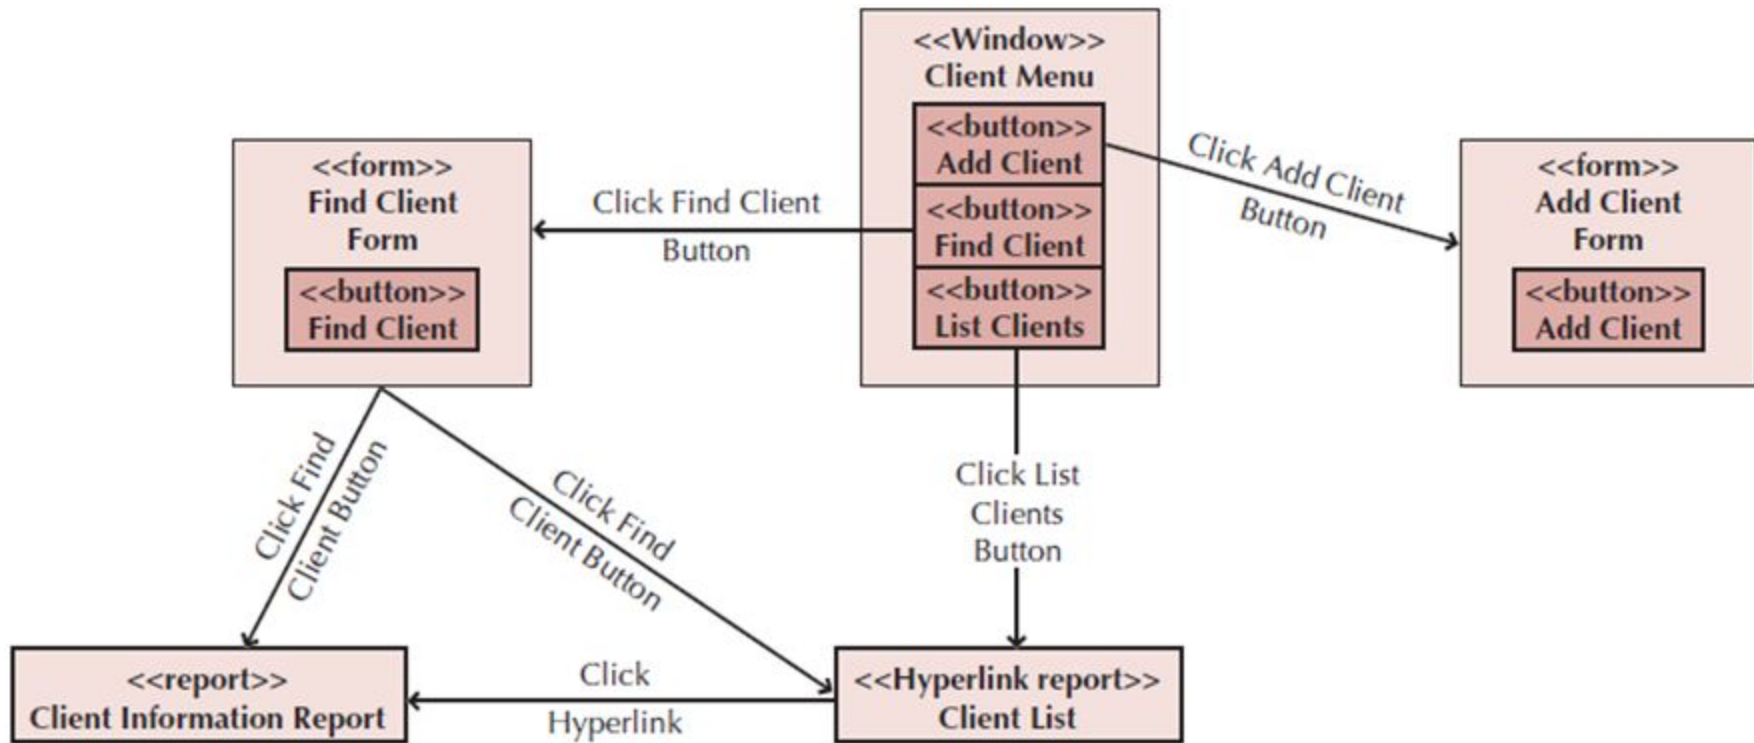 <<Window>>
Client Menu
<<button>>
Add Client
<<button>>
Find Client
<<button>>
List Clients
<<form>>
Find Client
Form
<<button>>
Find Client
Click Find Client
Button
Click Add Client
Button
<<form>>
Add Client
Form
<<button>>
Add Client
Click Find
Client Button
Click Find
Client Button
Click List
Clients
Button
<<report>>
Client Information Report
Click
Hyperlink
<<Hyperlink report>>
Client List